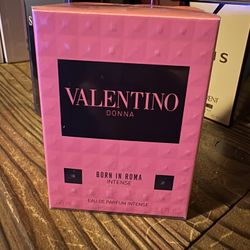 VALENTINO
DONNA
BORN IN ROMA
INTENSE
EAU DE PARFUM INTENSE